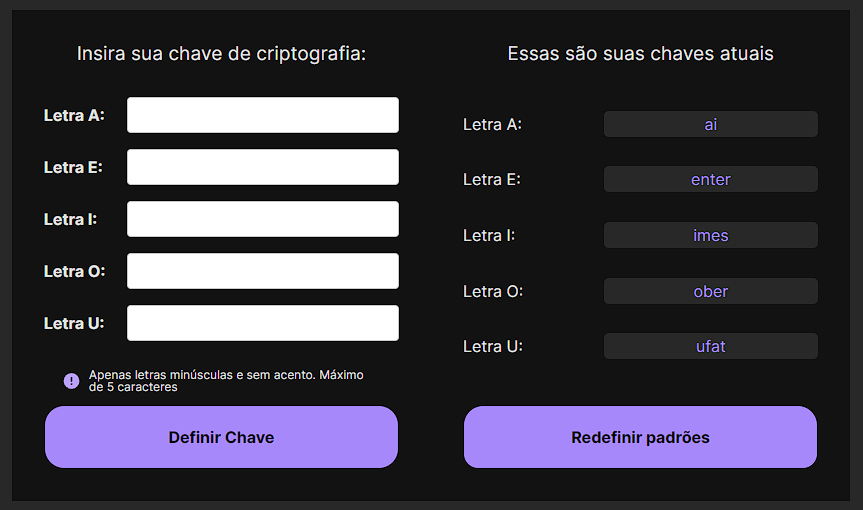 Insira sua chave de criptografia:
Letra A:
Letra E:
Letra I:
Letra O:
Letra U:
Apenas letras minúsculas e sem acento. Máximo
de 5 caracteres
Definir Chave
Essas são suas chaves atuais
Letra A: ai
Letra E: enter
Letra I: imes
Letra O: ober
Letra U: ufat
Redefinir padrões